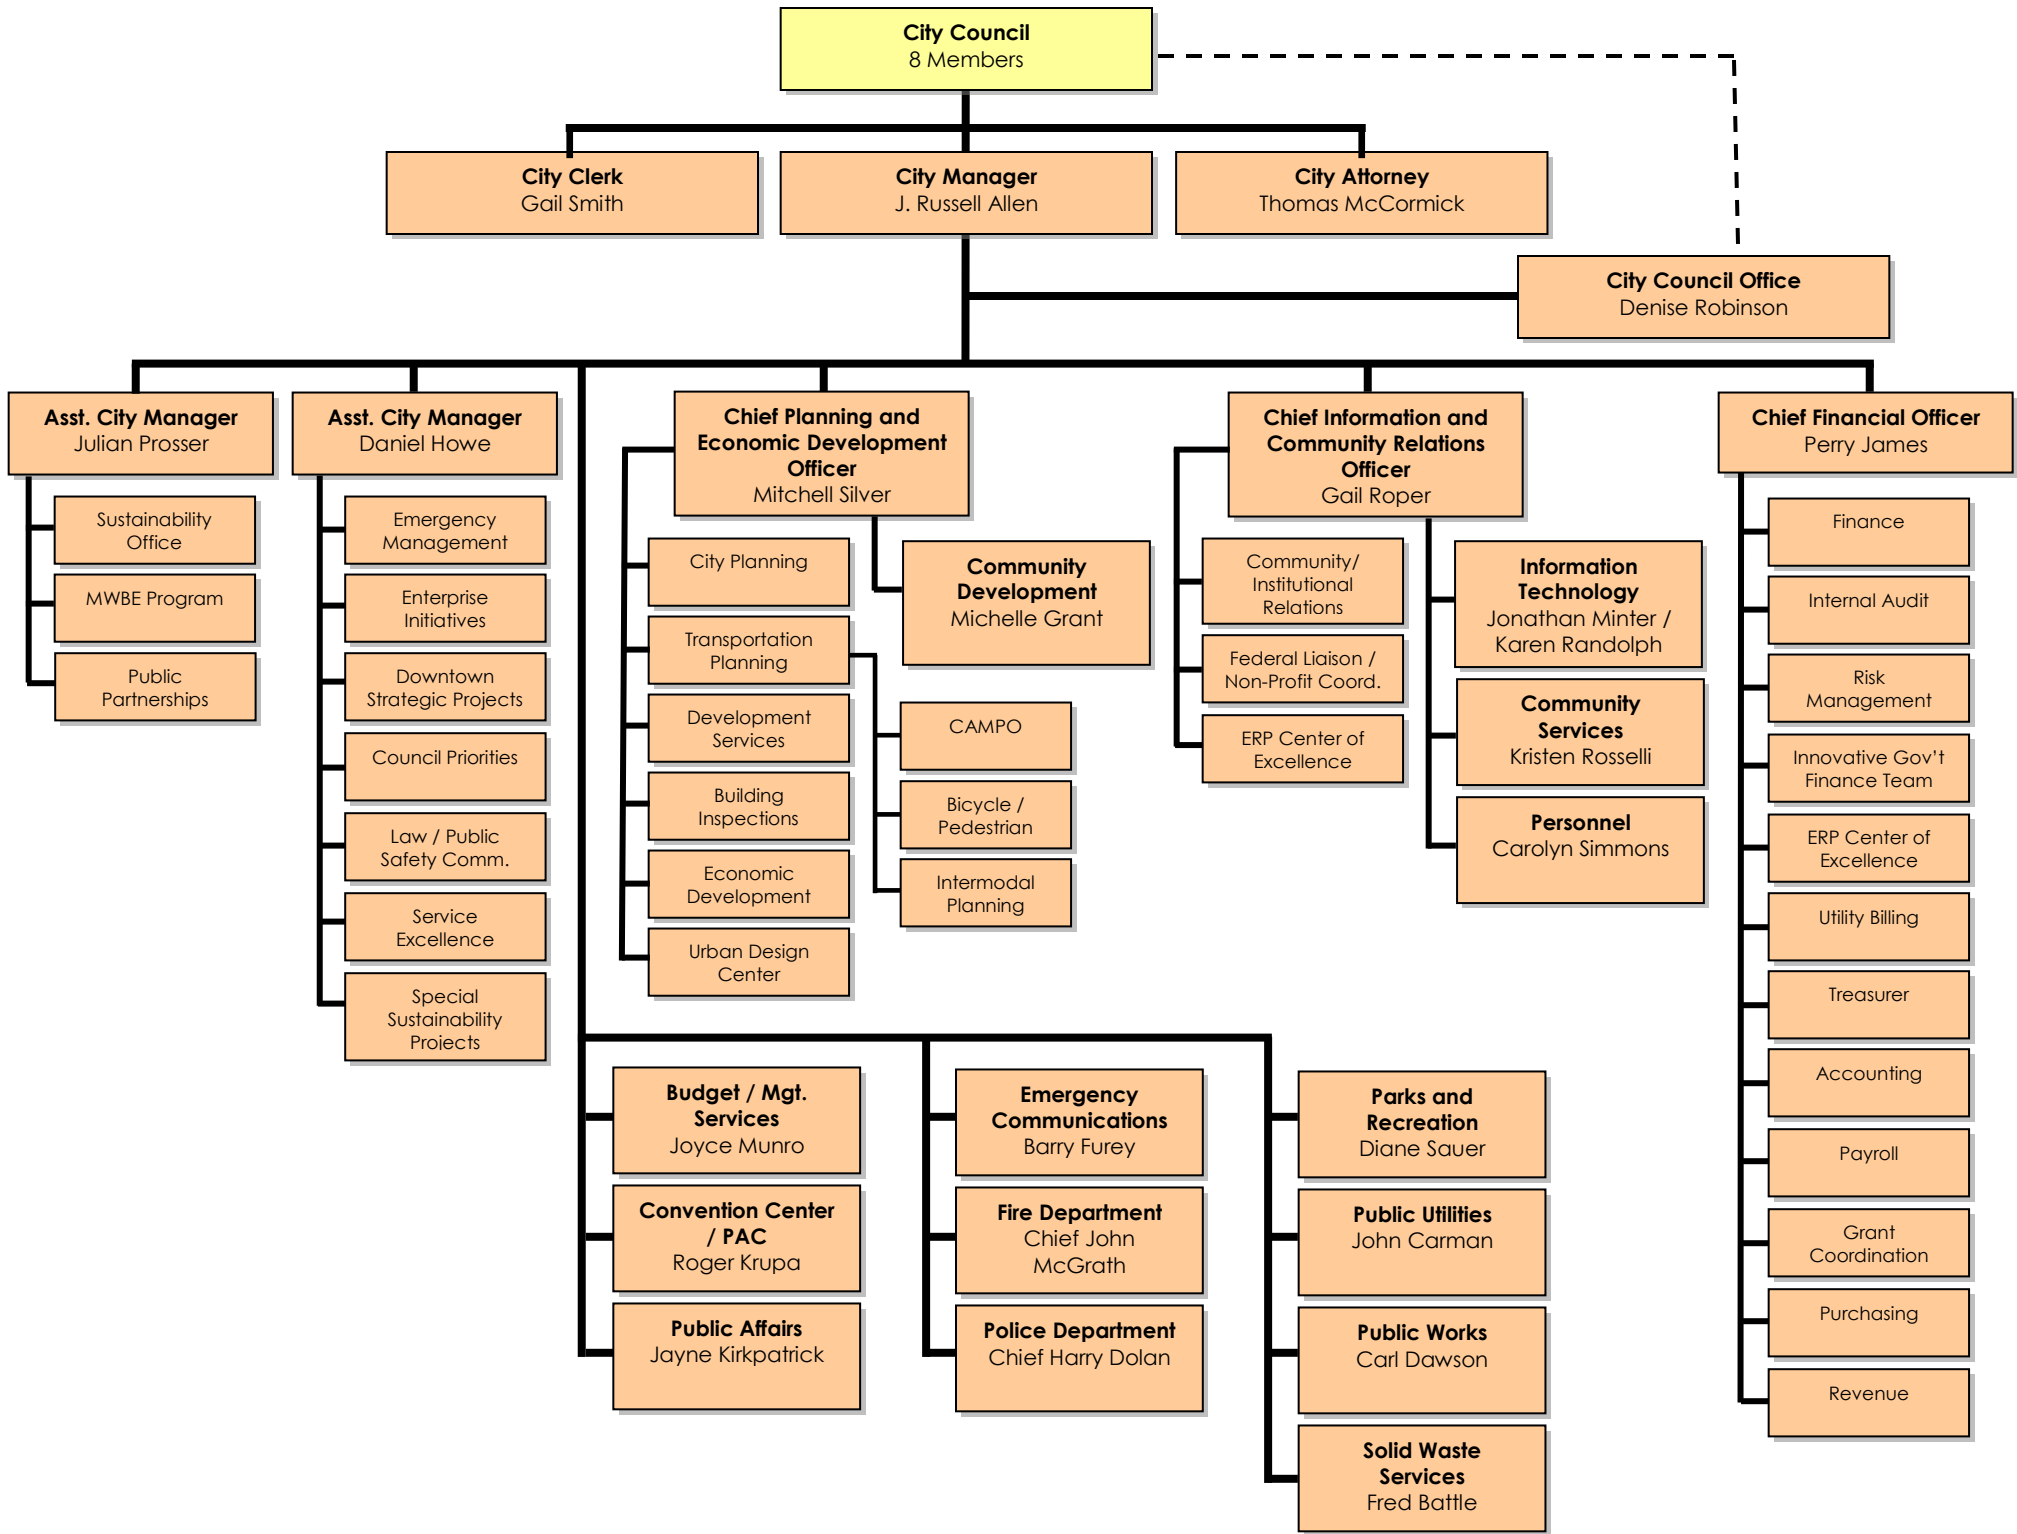 City Council
8 Members
City Clerk
Gail Smith
City Manager
J. Russell Allen
City Attorney
Thomas McCormick
City Council Office
Denise Robinson
Asst. City Manager
Julian Prosser
Sustainability
Office
MWBE Program
Public
Partnerships
Asst. City Manager
Daniel Howe
Emergency
Management
Enterprise
Initiatives
Downtown
Strategic Projects
Council Priorities
Law / Public
Safety Comm.
Service
Excellence
Special
Sustainability
Projects
Chief Planning and
Economic Development
Officer
Mitchell Silver
City Planning
Transportation
Planning
Development
Services
Building
Inspections
Economic
Development
Urban Design
Center
Community
Development
Michelle Grant
CAMPO
Bicycle /
Pedestrian
Intermodal
Planning
Chief Information and
Community Relations
Officer
Gail Roper
Community/
Institutional
Relations
Federal Liaison /
Non-Profit Coord.
ERP Center of
Excellence
Information
Technology
Jonathan Minter /
Karen Randolph
Community
Services
Kristen Rosselli
Personnel
Carolyn Simmons
Chief Financial Officer
Perry James
Finance
Internal Audit
Risk
Management
Innovative Gov’t
Finance Team
ERP Center of
Excellence
Utility Billing
Treasurer
Accounting
Payroll
Grant
Coordination
Purchasing
Revenue
Budget / Mgt.
Services
Joyce Munro
Convention Center
/ PAC
Roger Krupa
Public Affairs
Jayne Kirkpatrick
Emergency
Communications
Barry Furey
Fire Department
Chief John
McGrath
Police Department
Chief Harry Dolan
Parks and
Recreation
Diane Sauer
Public Utilities
John Carman
Public Works
Carl Dawson
Solid Waste
Services
Fred Battle